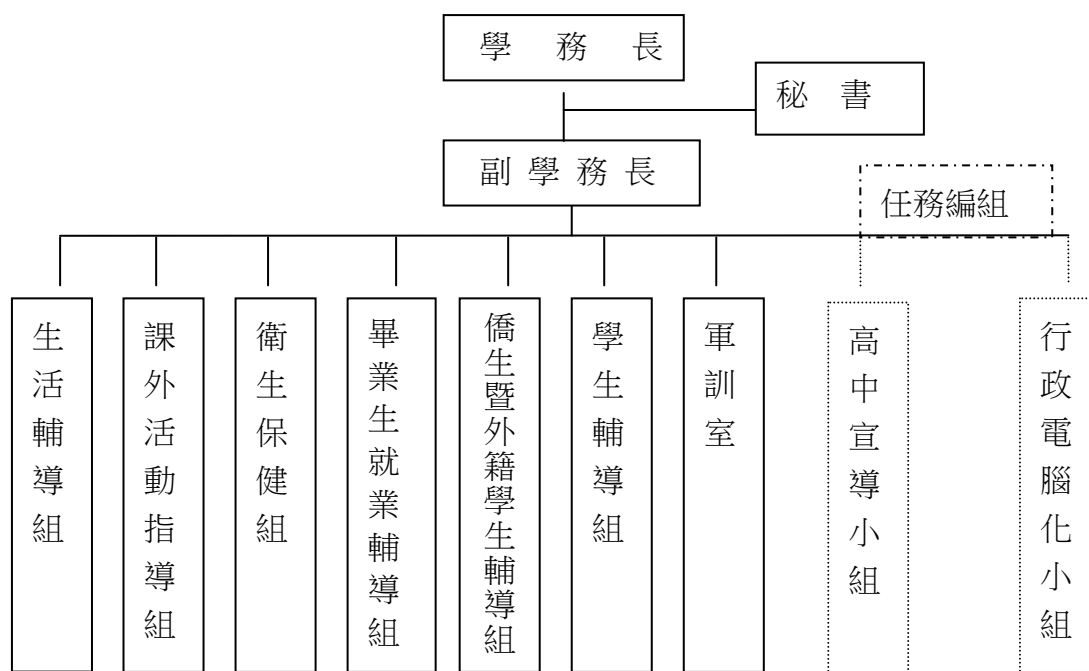 學 務 長
秘 書
副 學 務 長
任務編組
生活輔導組
課外活動指導組
衛生保健組
畢業生就業輔導組
僑生暨外籍學生輔導組
學生輔導組
軍訓室
高中宣導小組
行政電腦化小組